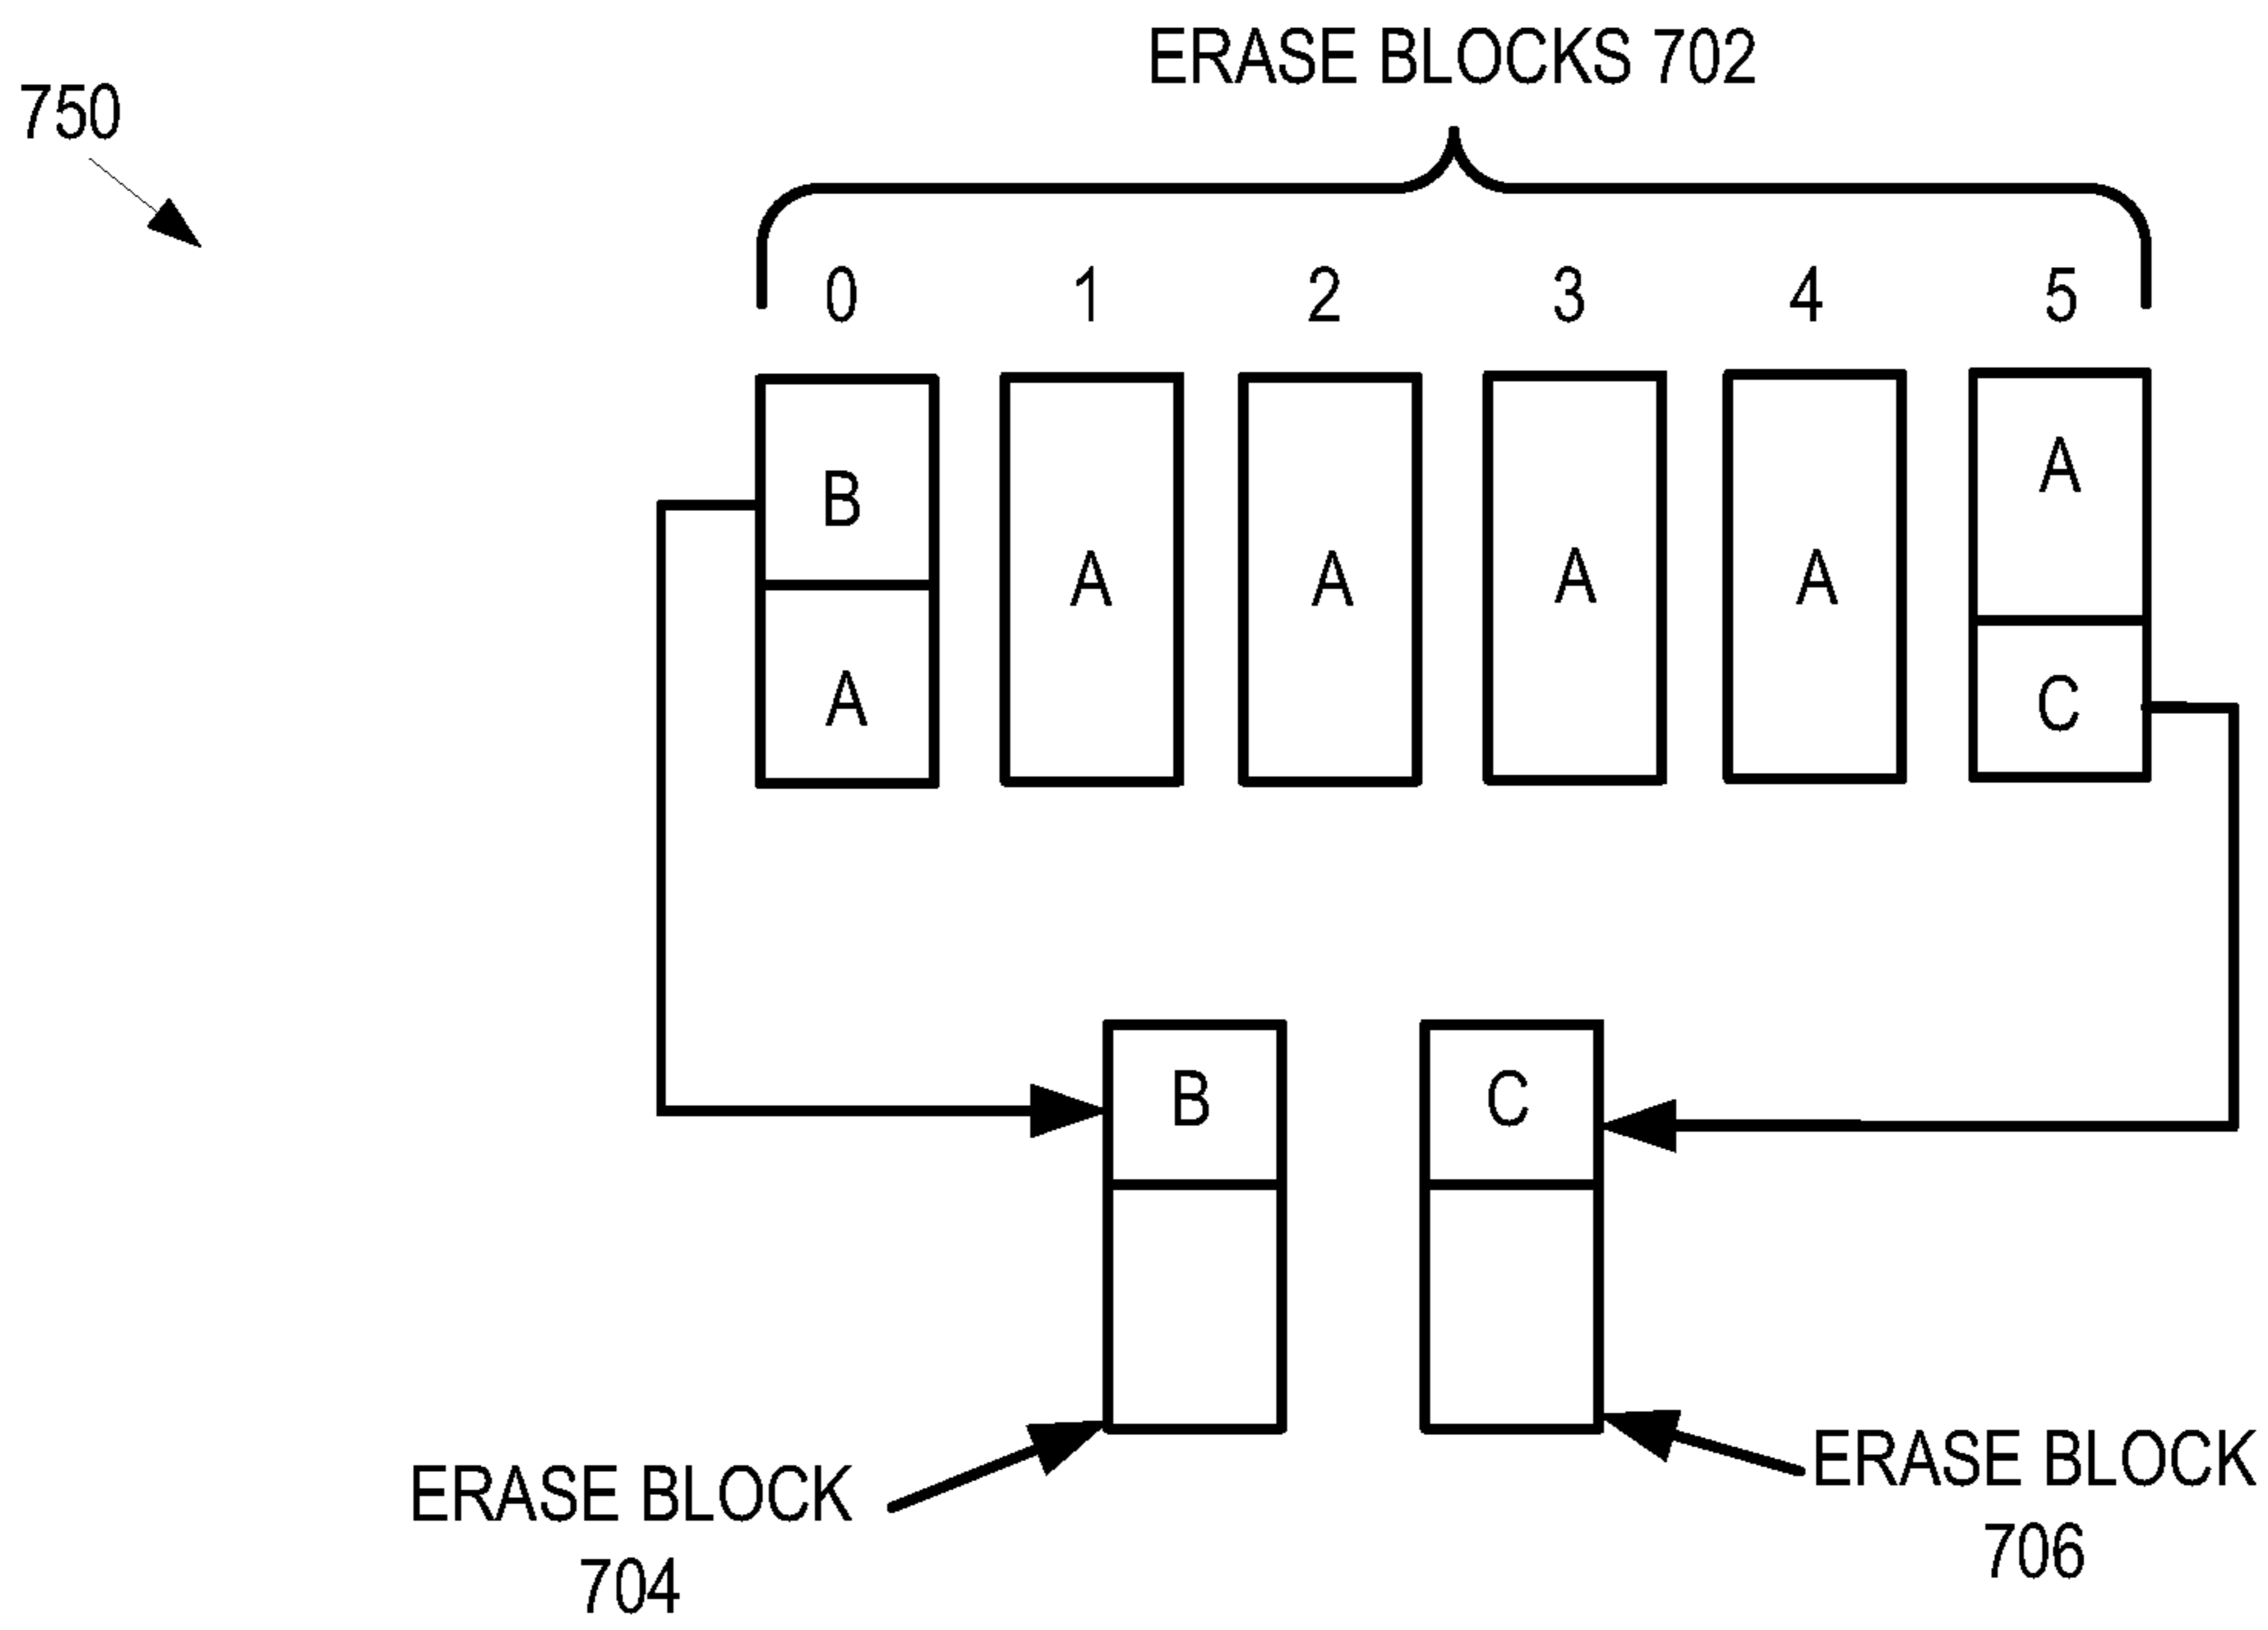 ERASE BLOCKS 702
750
0 1 2 3 4 5
B A A A A A
A C
B C
ERASE BLOCK
704
ERASE BLOCK
706